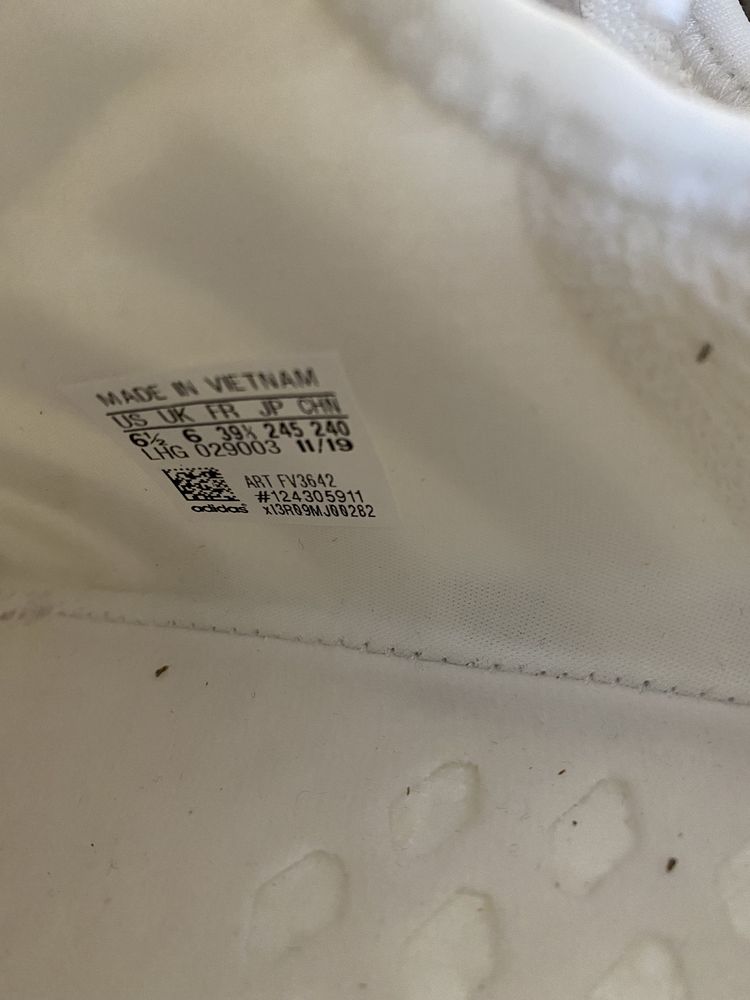 MADE IN VIETNAM
US UK FR JP CHN
6½ 6 39⅓ 245 240
LHG 029003 11/19
ART FV3642
#124305911
adidas x13R09MJ00282